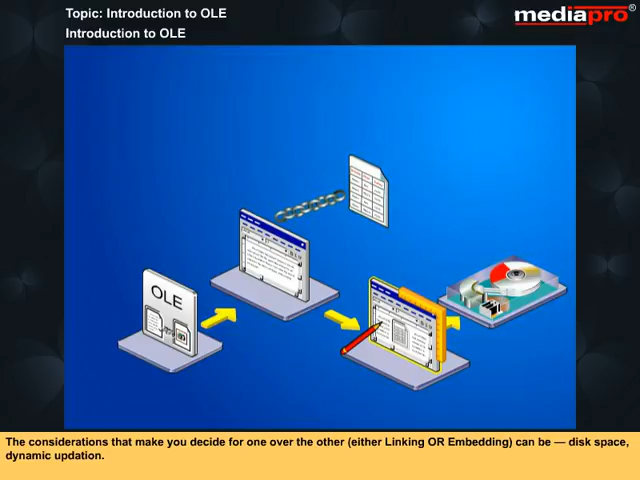 Topic: Introduction to OLE
mediapro®
Introduction to OLE
OLE
The considerations that make you decide for one over the other (either Linking OR Embedding) can be — disk space,
dynamic updation.